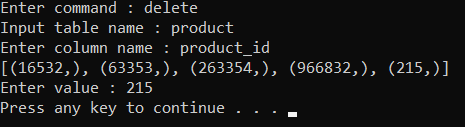 Enter command : delete
Input table name : product
Enter column name : product_id
[(16532,), (63353,), (263354,), (966832,), (215,)]
Enter value : 215
Press any key to continue . . .